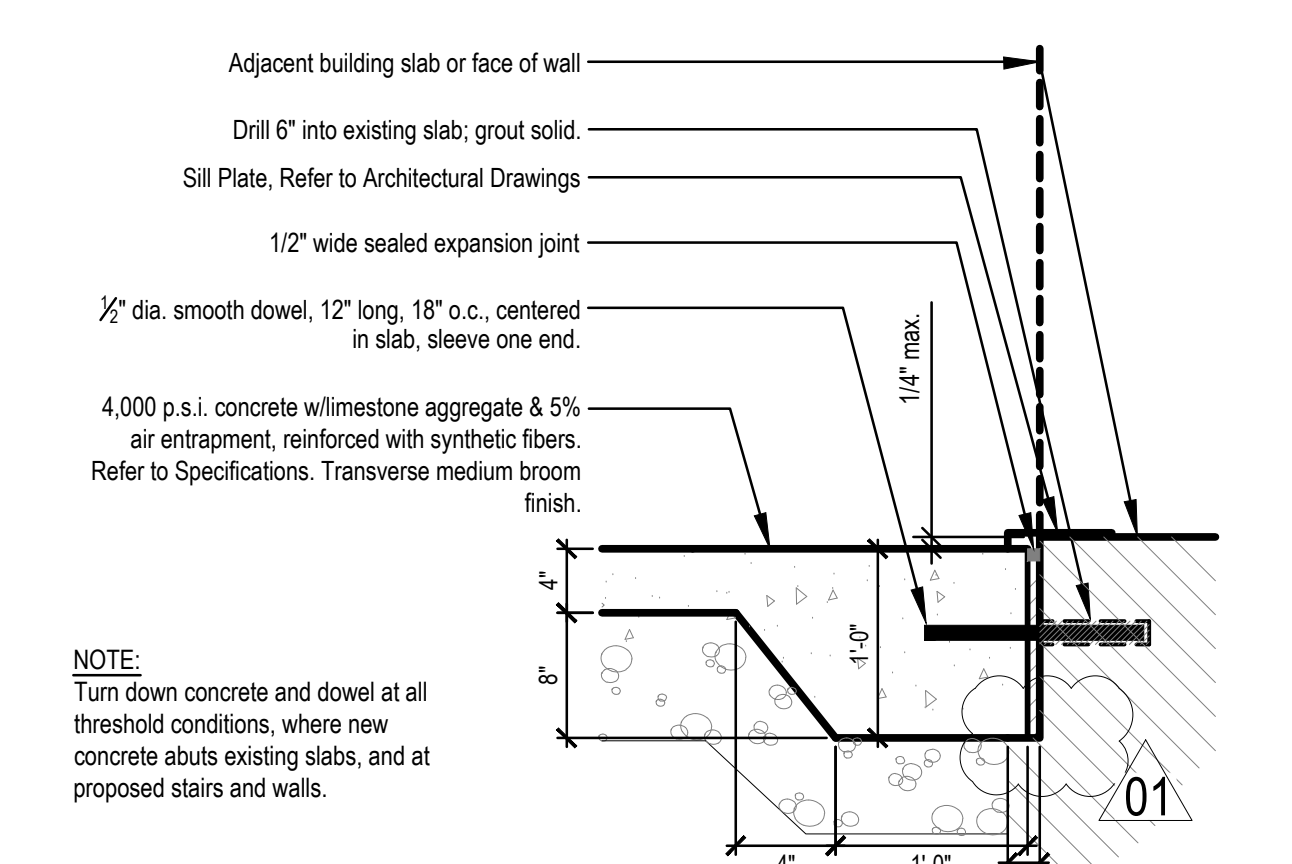 Adjacent building slab or face of wall
Drill 6" into existing slab; grout solid.
Sill Plate, Refer to Architectural Drawings
1/2" wide sealed expansion joint
½" dia. smooth dowel, 12" long, 18" o.c., centered
in slab, sleeve one end.
4,000 p.s.i. concrete w/limestone aggregate & 5%
air entrapment, reinforced with synthetic fibers.
Refer to Specifications. Transverse medium broom
finish.
1/4" max.
4"
8"
1'-0"
NOTE:
Turn down concrete and dowel at all
threshold conditions, where new
concrete abuts existing slabs, and at
proposed stairs and walls.
01
4"
1'-0"